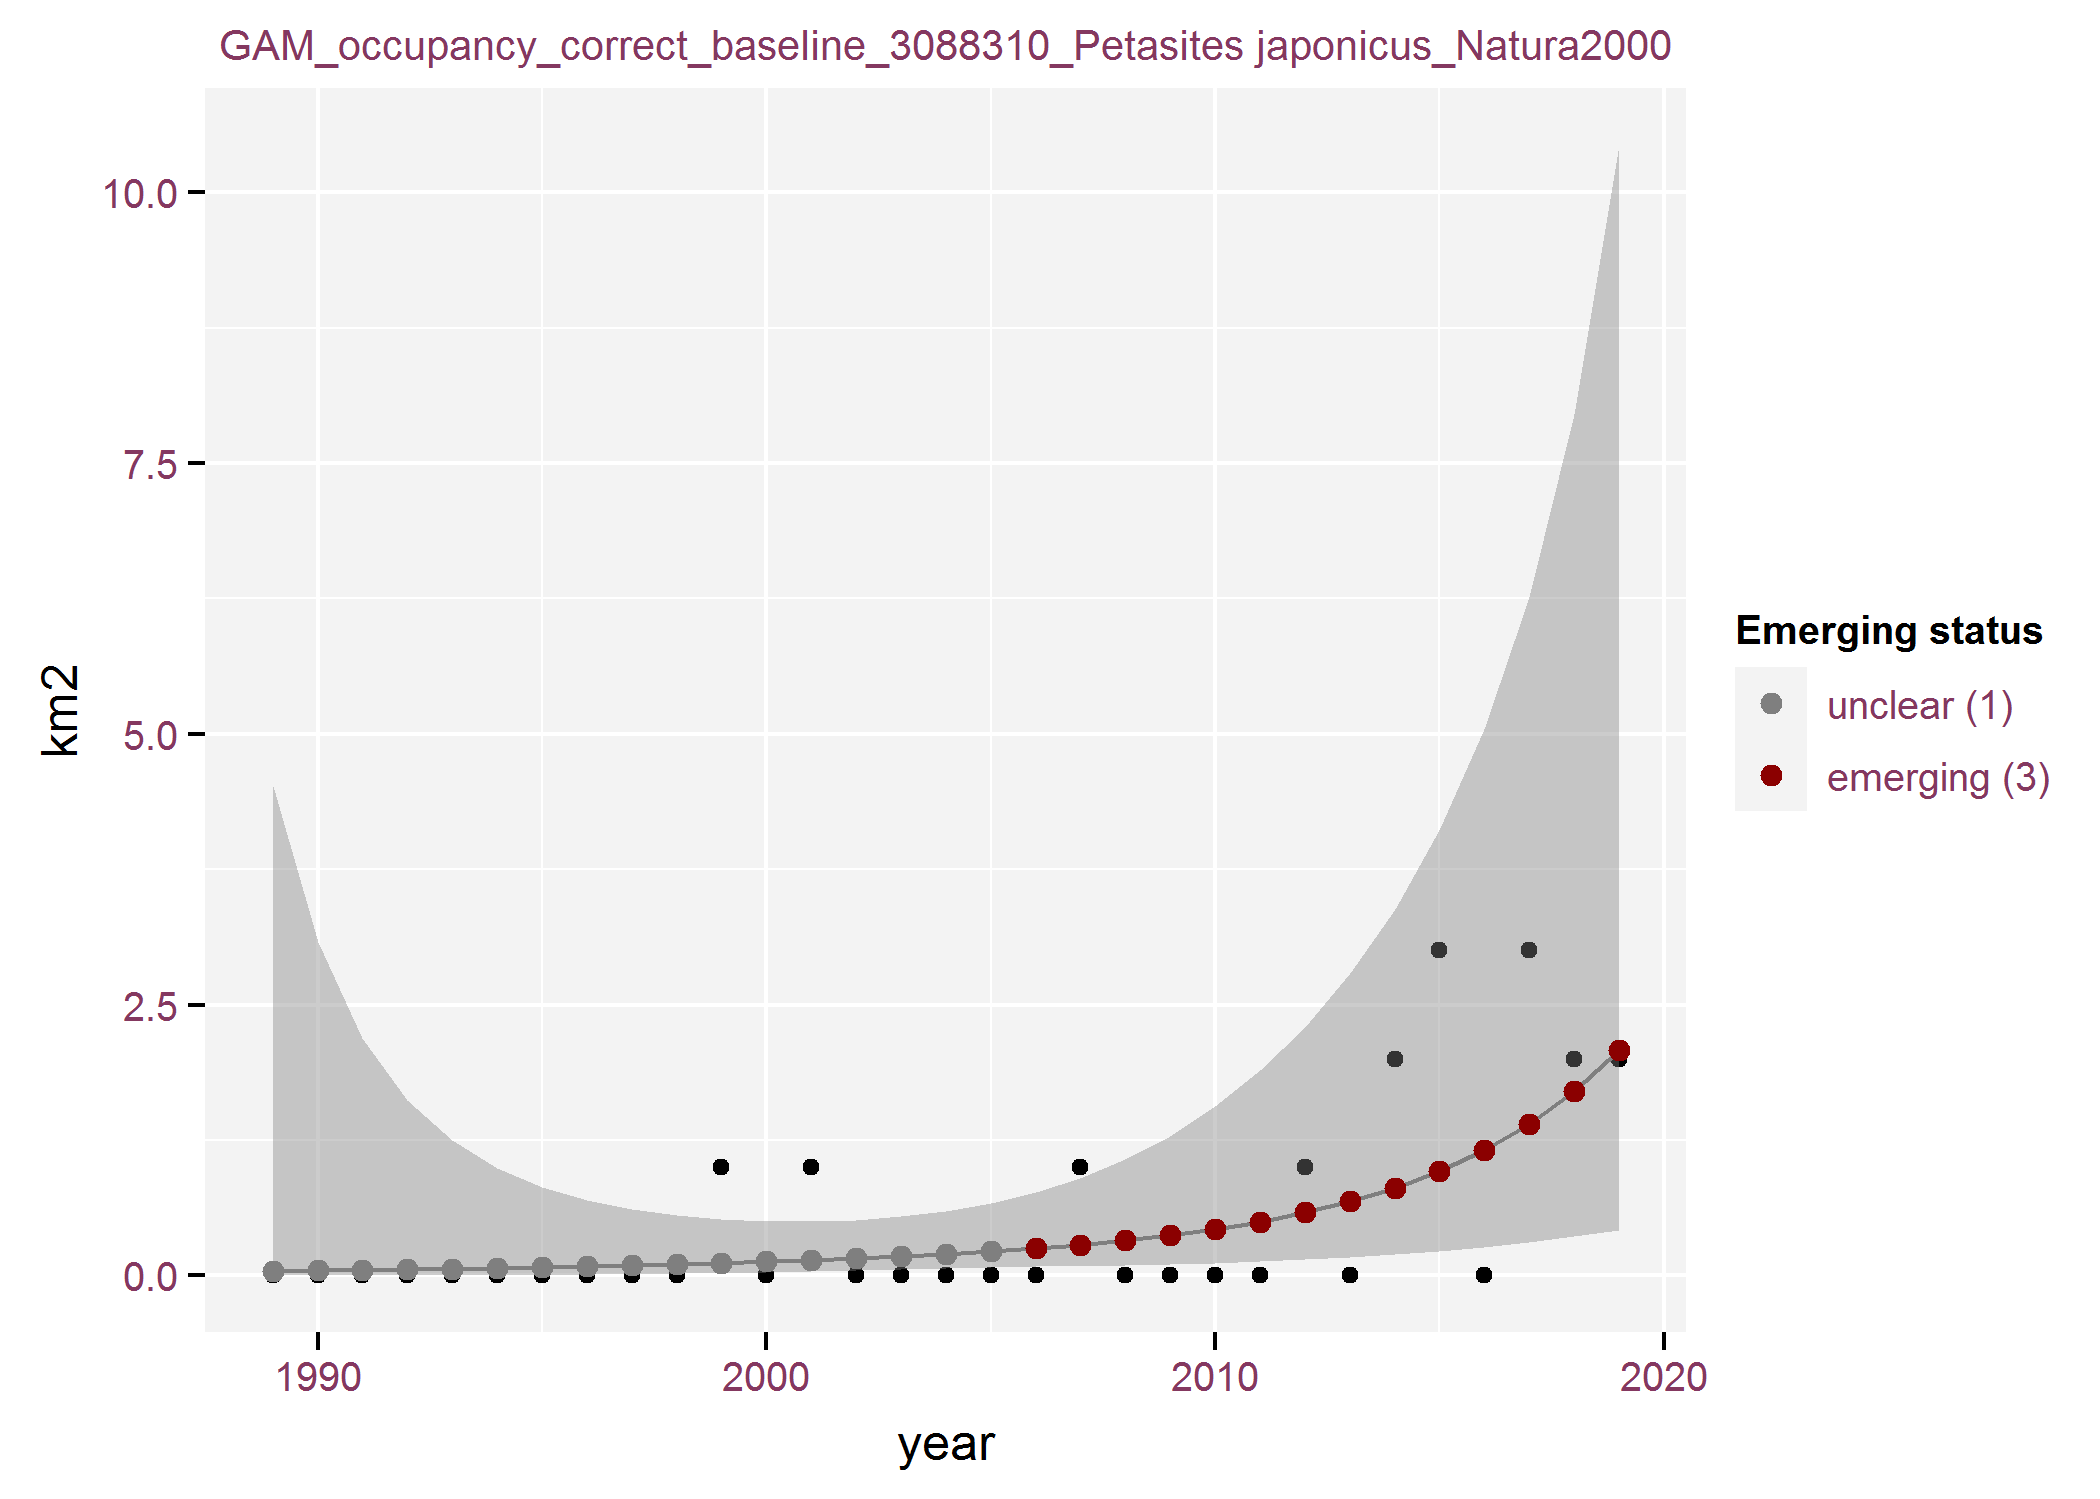 GAM_occupancy_correct_baseline_3088310_Petasites japonicus_Natura2000
10.0
7.5
5.0
2.5
0.0
km2
1990
2000
2010
2020
year
Emerging status
unclear (1)
emerging (3)